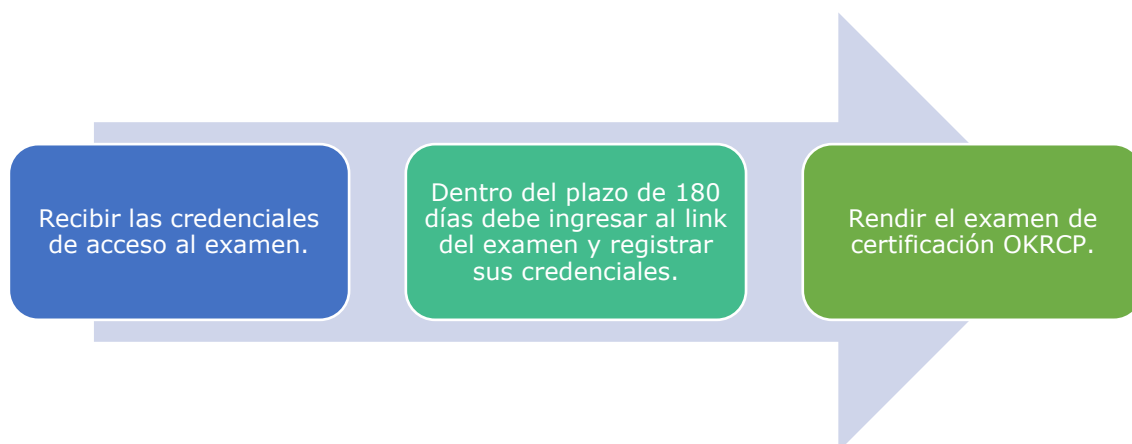 Recibir las credenciales
de acceso al examen.
Dentro del plazo de 180
días debe ingresar al link
del examen y registrar
sus credenciales.
Rendir el examen de
certificación OKRCP.